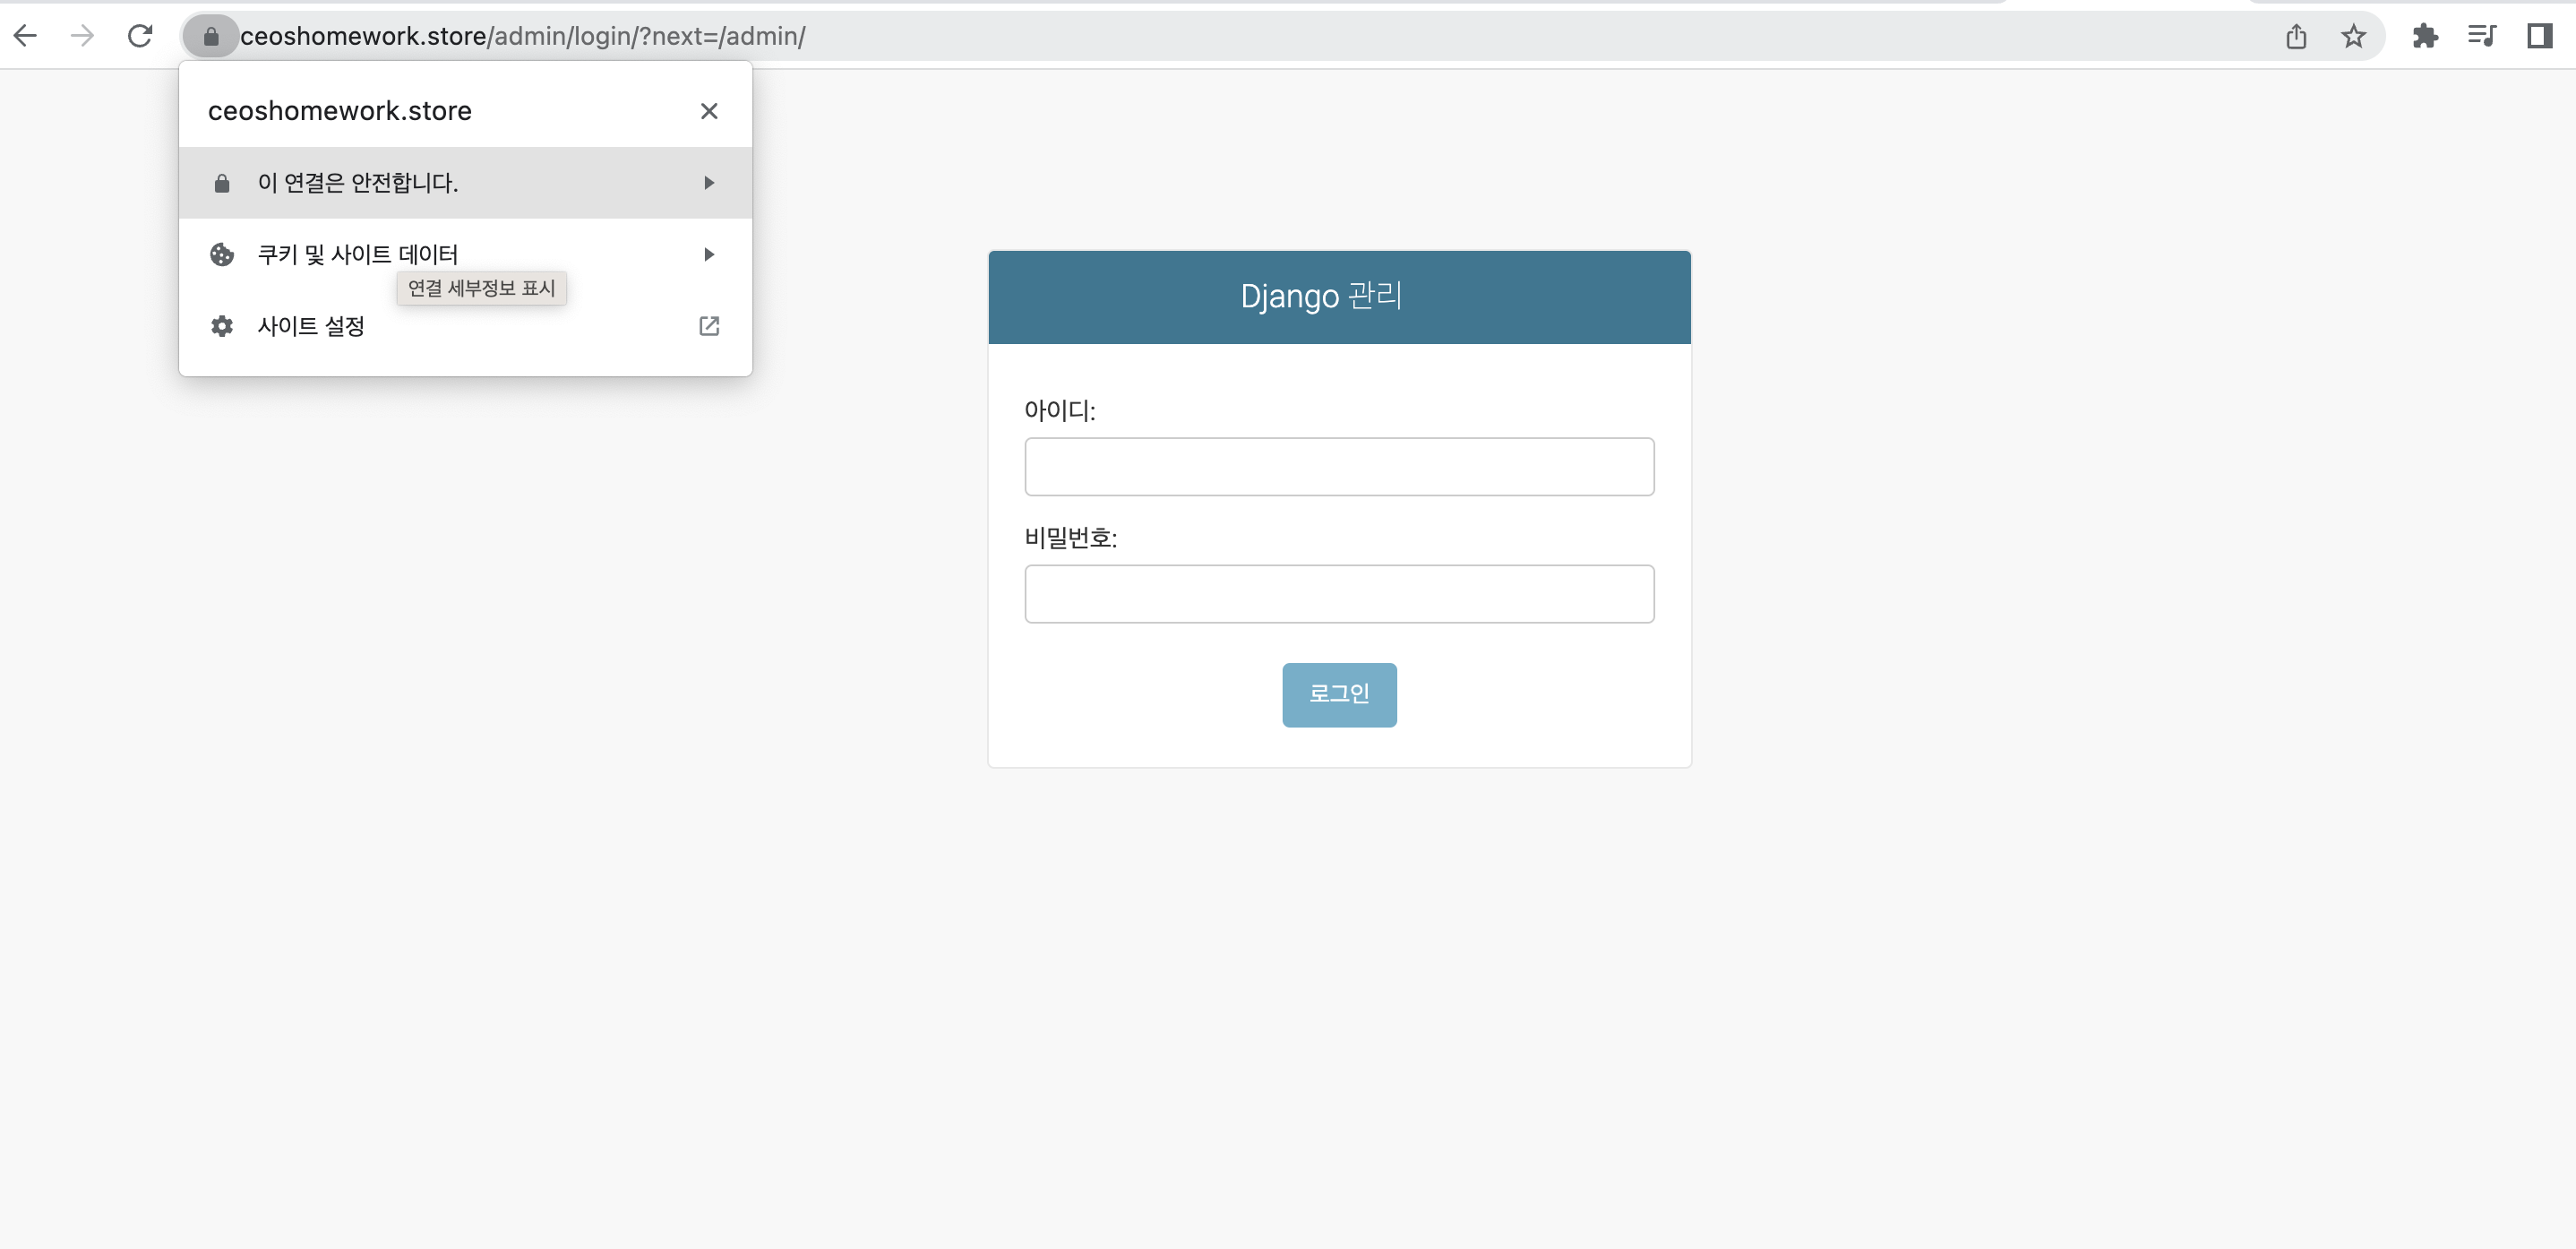 ceoshomework.store/admin/login/?next=/admin/
ceoshomework.store
이 연결은 안전합니다.
쿠키 및 사이트 데이터
연결 세부정보 표시
사이트 설정
Django 관리
아이디:
비밀번호:
로그인